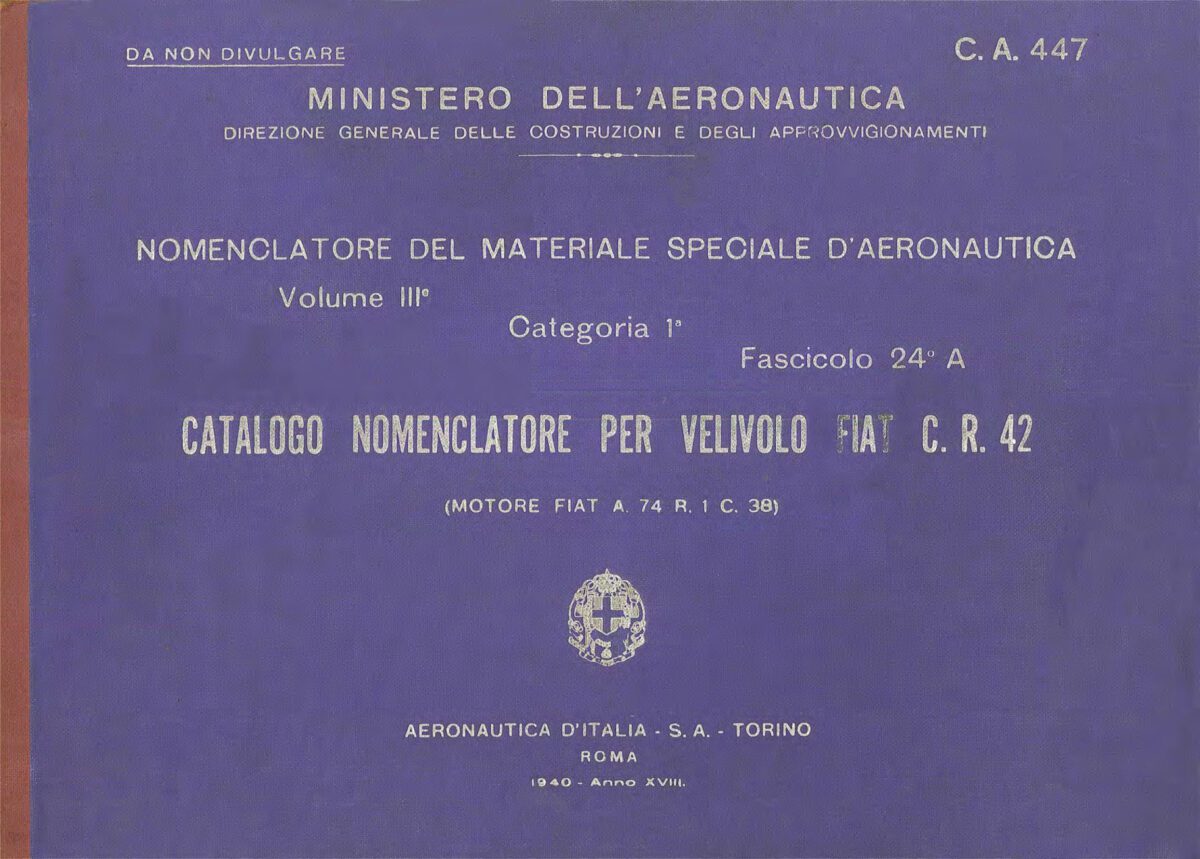 DA NON DIVULGARE
C. A. 447
MINISTERO DELL'AERONAUTICA
DIREZIONE GENERALE DELLE COSTRUZIONI E DEGLI APPROVVIGIONAMENTI
NOMENCLATORE DEL MATERIALE SPECIALE D'AERONAUTICA
Volume IIIº
Categoria 1ª
Fascicolo 24º A
CATALOGO NOMENCLATORE PER VELIVOLO FIAT C. R. 42
(MOTORE FIAT A. 74 R. 1 C. 38)
AERONAUTICA D'ITALIA - S. A. - TORINO
ROMA
1940 - Anno XVIII.